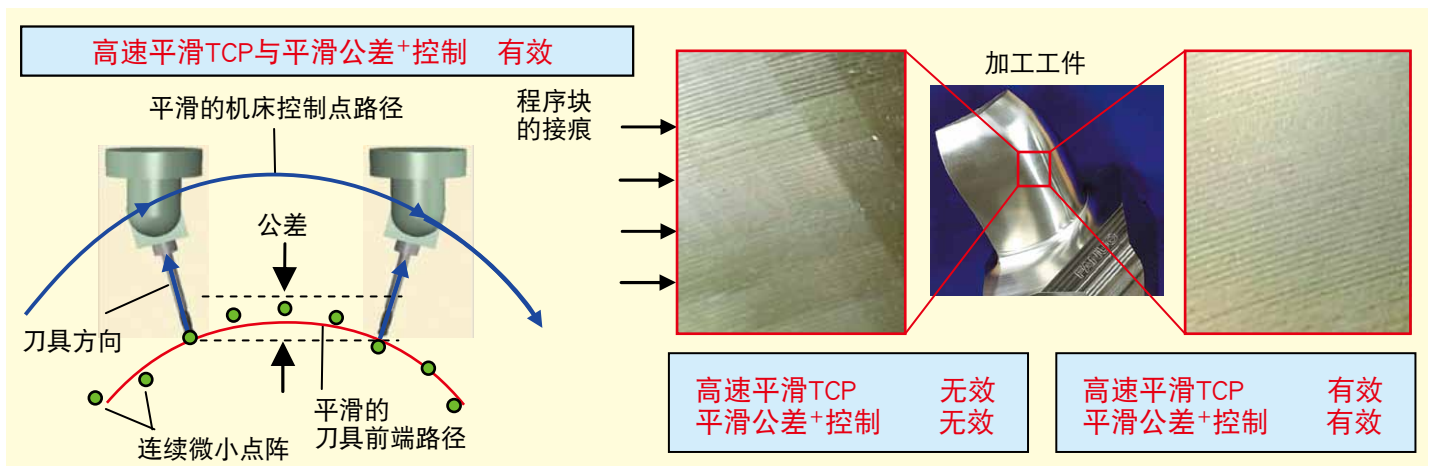 高速平滑TCP与平滑公差⁺控制 有效
平滑的机床控制点路径
公差
刀具方向
连续微小点阵
平滑的
刀具前端路径
程序块
的接痕
加工工件
FANUC
高速平滑TCP 无效
平滑公差⁺控制 无效
高速平滑TCP 有效
平滑公差⁺控制 有效